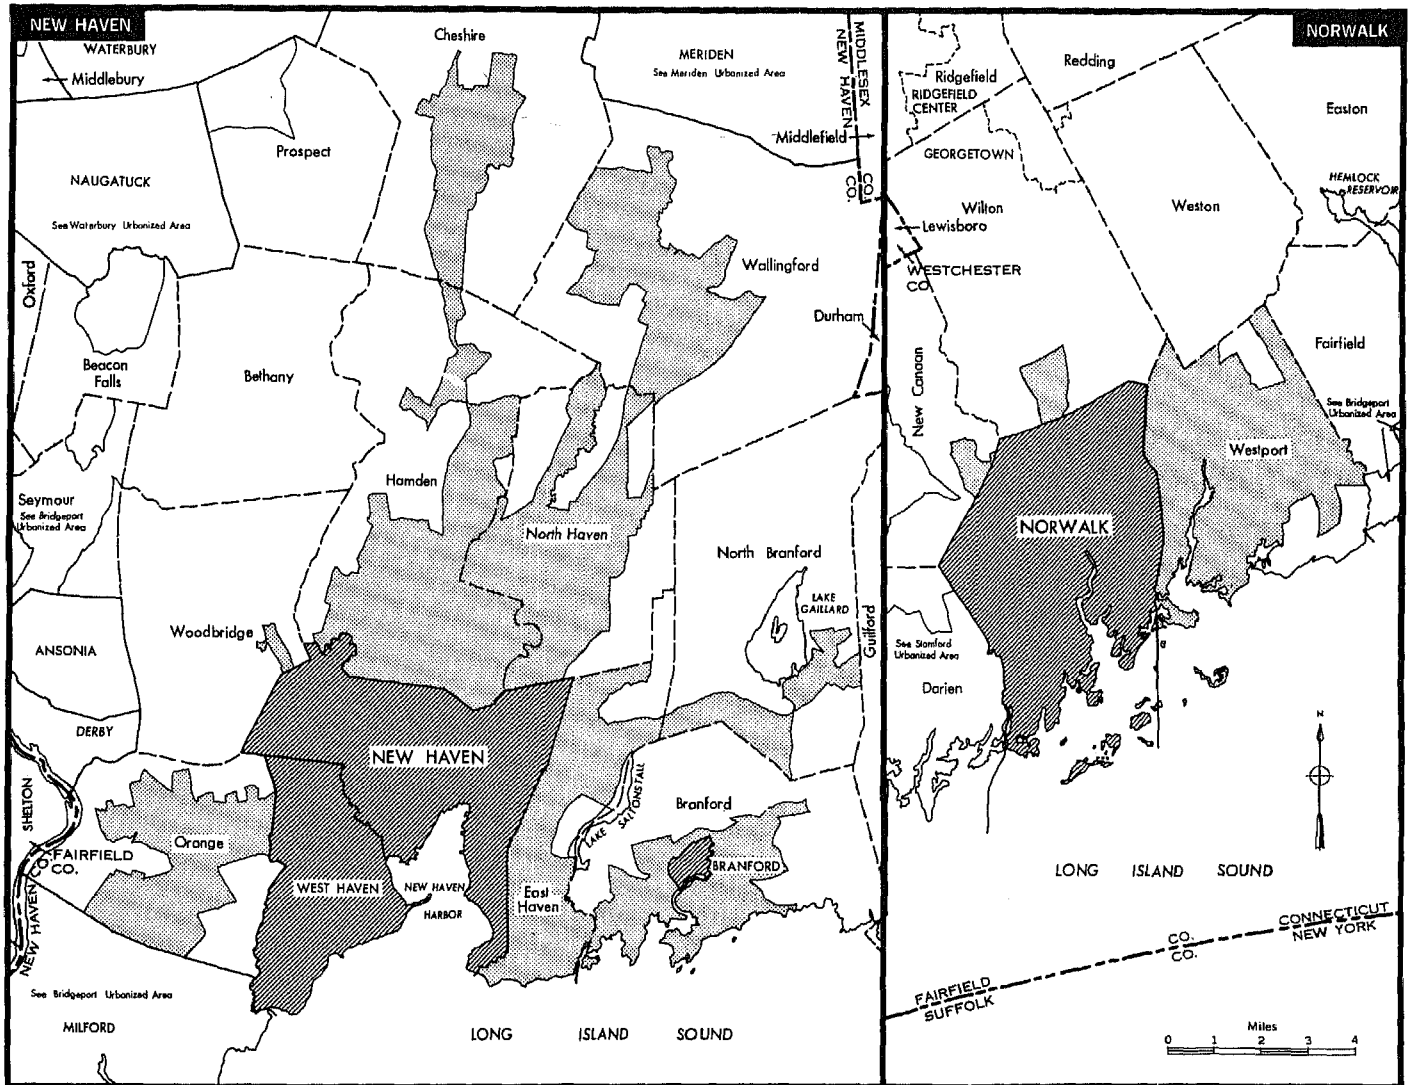 NEW HAVEN
WATERBURY
Middlebury
Cheshire
MERIDEN
See Meriden Urbanized Area
MIDDLESEX CO.
NEW HAVEN CO.
Middlefield
Prospect
NAUGATUCK
See Waterbury Urbanized Area
Oxford
Wallingford
Durham
Beacon
Falls
Bethany
Hamden
Seymour
See Bridgeport
Urbanized Area
North Haven
North Branford
LAKE
GAILLARD
Guilford
Woodbridge
ANSONIA
DERBY
NEW HAVEN
SHELTON
LAKE SALTONSTALL
Branford
Orange
FAIRFIELD
CO.
NEW HAVEN CO.
WEST HAVEN
NEW HAVEN
HARBOR
East
Haven
BRANFORD
See Bridgeport Urbanized Area
MILFORD
LONG ISLAND SOUND
NORWALK
Ridgefield
RIDGEFIELD
CENTER
Redding
Easton
GEORGETOWN
HEMLOCK
RESERVOIR
Wilton
Lewisboro
Weston
WESTCHESTER
CO.
New Canaan
Fairfield
See Bridgeport
Urbanized Area
Westport
NORWALK
See Stamford
Urbanized Area
Darien
N
LONG ISLAND SOUND
CONNECTICUT
NEW YORK
CO.
CO.
FAIRFIELD
SUFFOLK
Miles
0 1 2 3 4